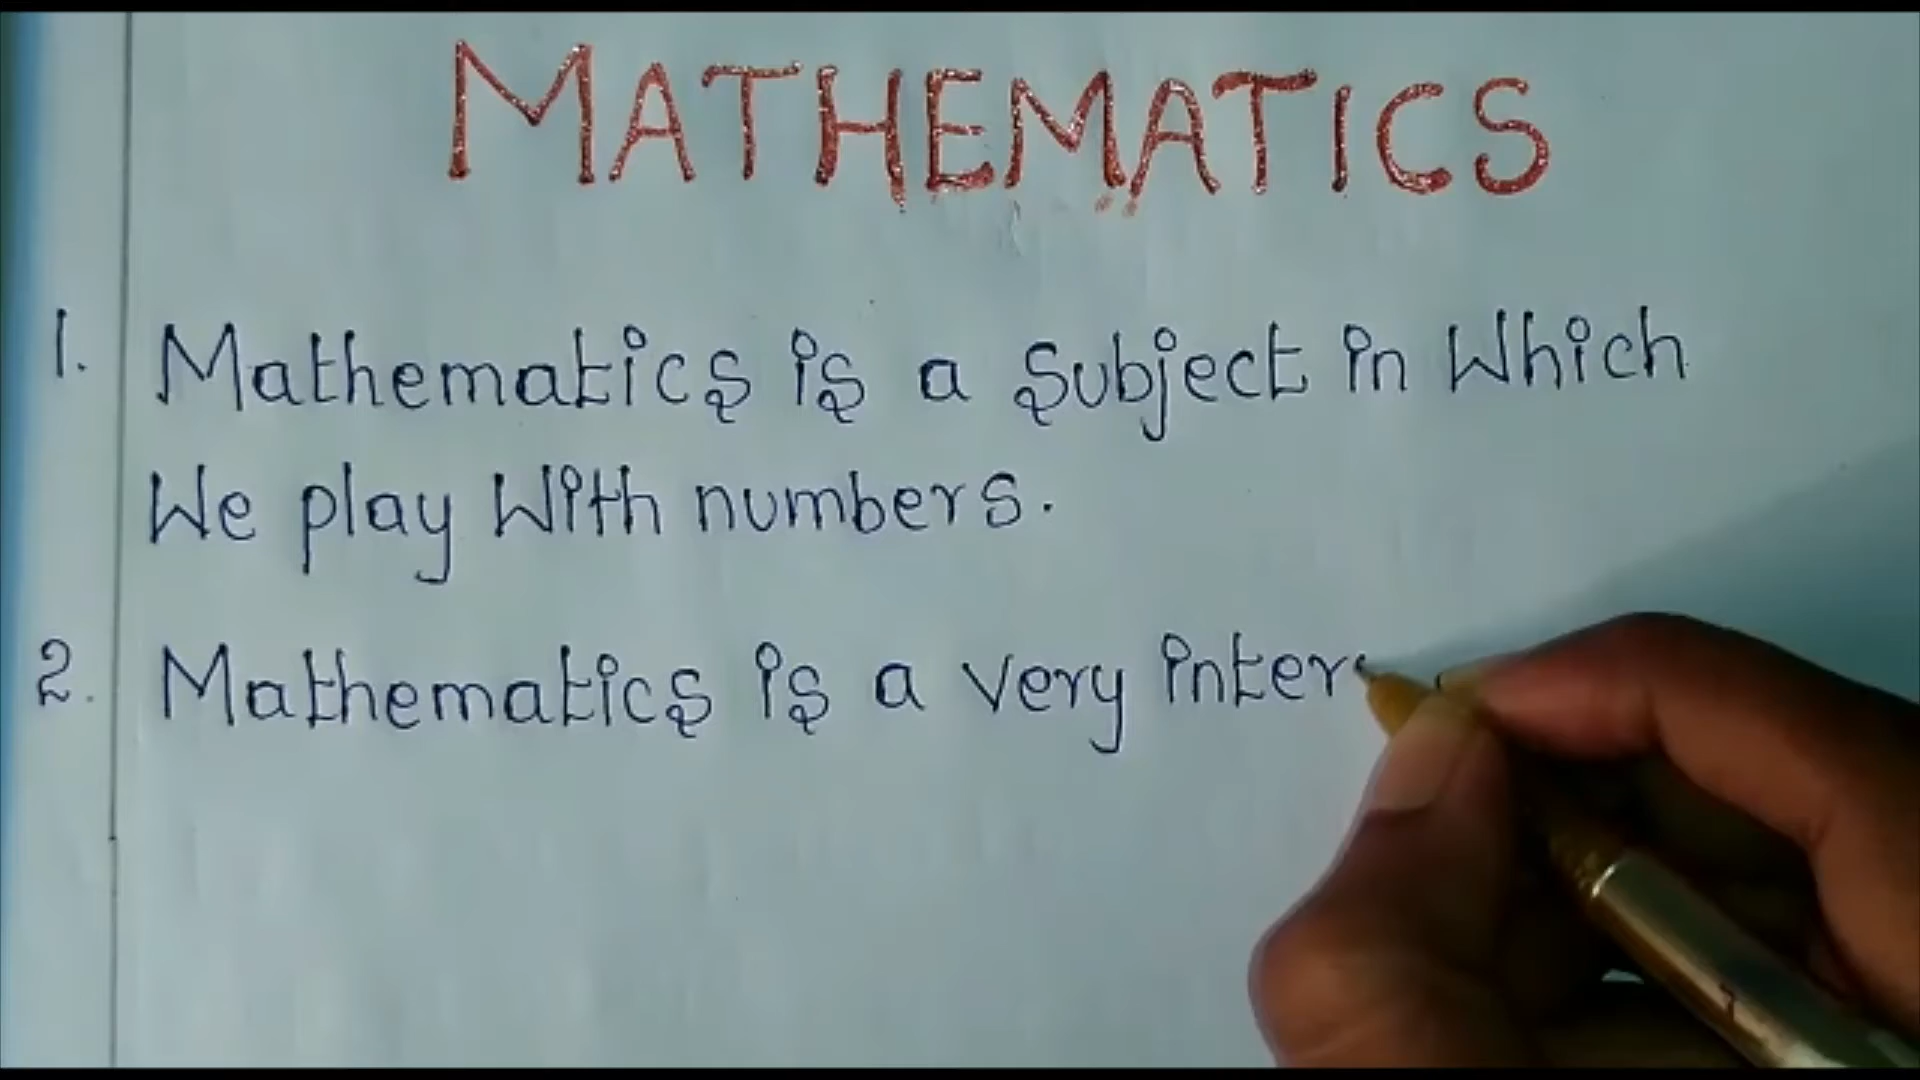 MATHEMATICS
1. Mathematics is a Subject in Which
We play With numbers.
2. Mathematics is a very inter